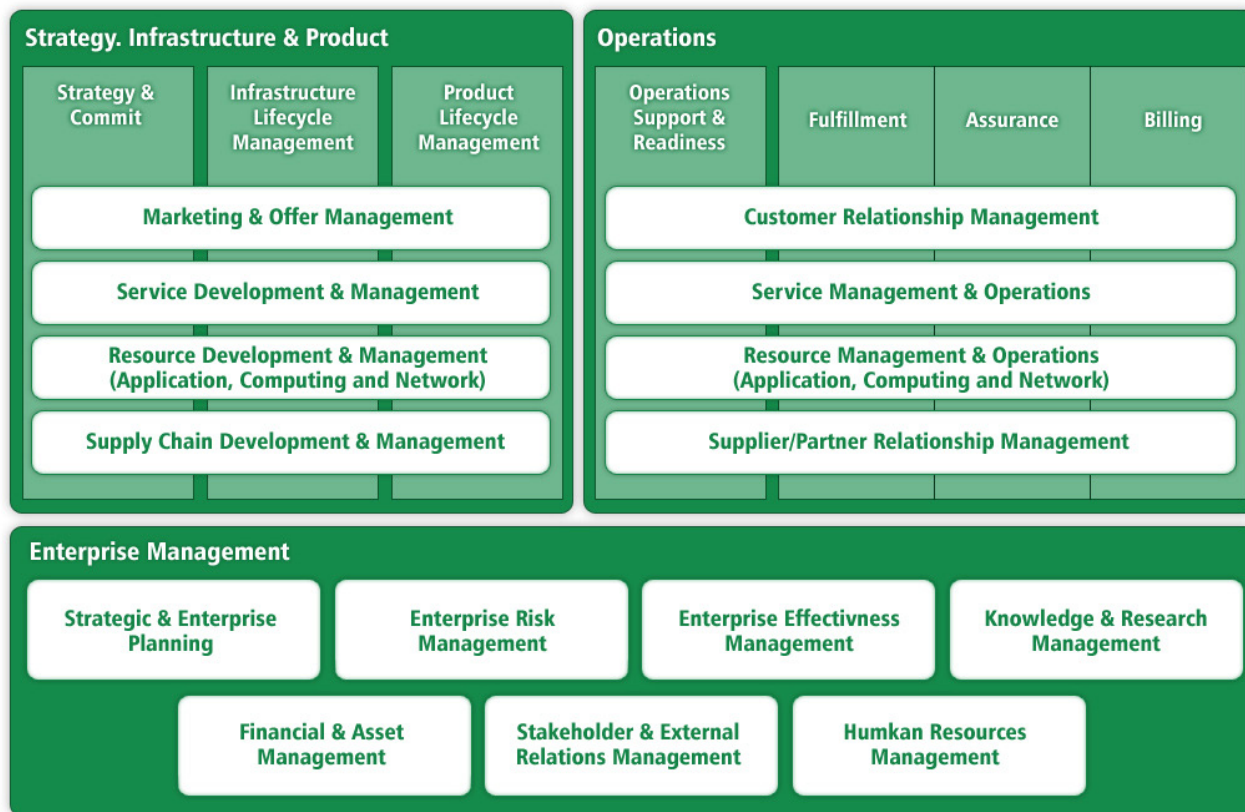 Strategy. Infrastructure & Product
Strategy &
Commit
Infrastructure
Lifecycle
Management
Product
Lifecycle
Management
Marketing & Offer Management
Service Development & Management
Resource Development & Management
(Application, Computing and Network)
Supply Chain Development & Management
Operations
Operations
Support &
Readiness
Fulfillment
Assurance
Billing
Customer Relationship Management
Service Management & Operations
Resource Management & Operations
(Application, Computing and Network)
Supplier/Partner Relationship Management
Enterprise Management
Strategic & Enterprise
Planning
Enterprise Risk
Management
Enterprise Effectivness
Management
Knowledge & Research
Management
Financial & Asset
Management
Stakeholder & External
Relations Management
Humkan Resources
Management